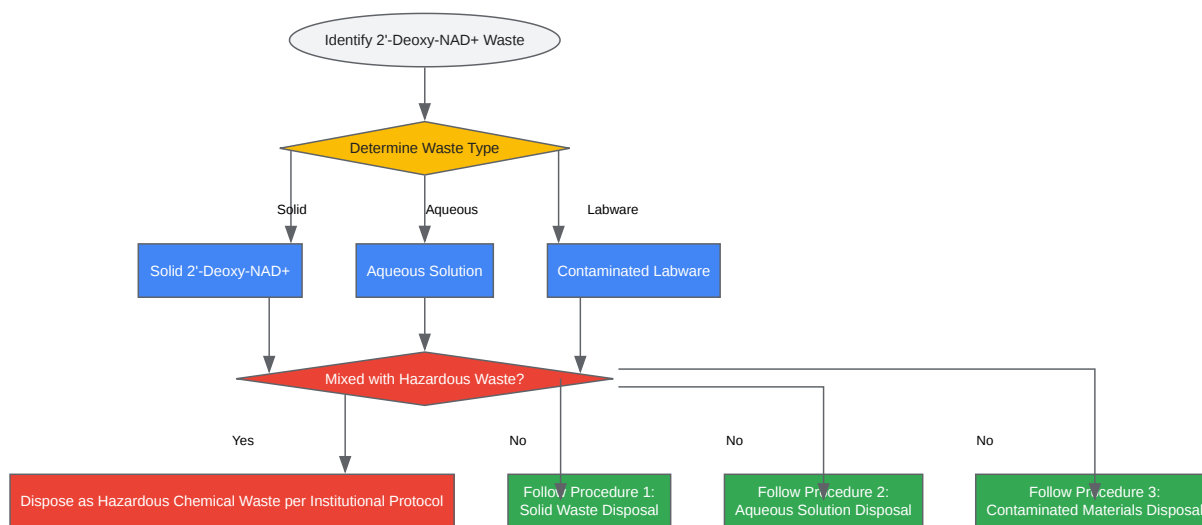 Identify 2'-Deoxy-NAD+ Waste
Determine Waste Type
Solid
Aqueous
Labware
Solid 2'-Deoxy-NAD+
Aqueous Solution
Contaminated Labware
Mixed with Hazardous Waste?
Yes
No
No
No
Dispose as Hazardous Chemical Waste per Institutional Protocol
Follow Procedure 1:
Solid Waste Disposal
Follow Procedure 2:
Aqueous Solution Disposal
Follow Procedure 3:
Contaminated Materials Disposal